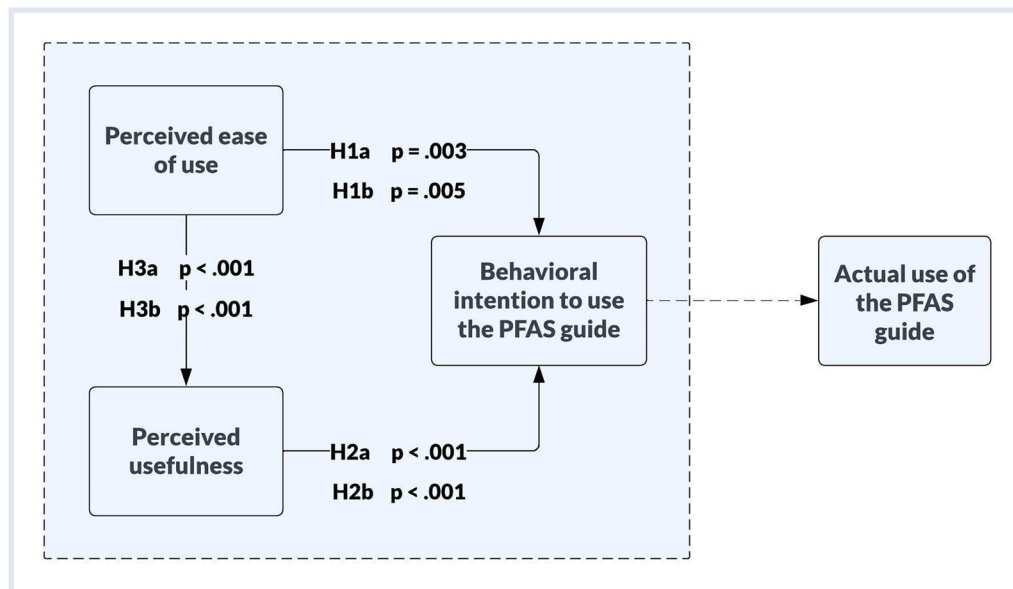 Perceived ease
of use
H1a p = .003
H1b p = .005
H3a p < .001
H3b p < .001
Behavioral
intention to use
the PFAS guide
Actual use of
the PFAS
guide
Perceived
usefulness
H2a p < .001
H2b p < .001